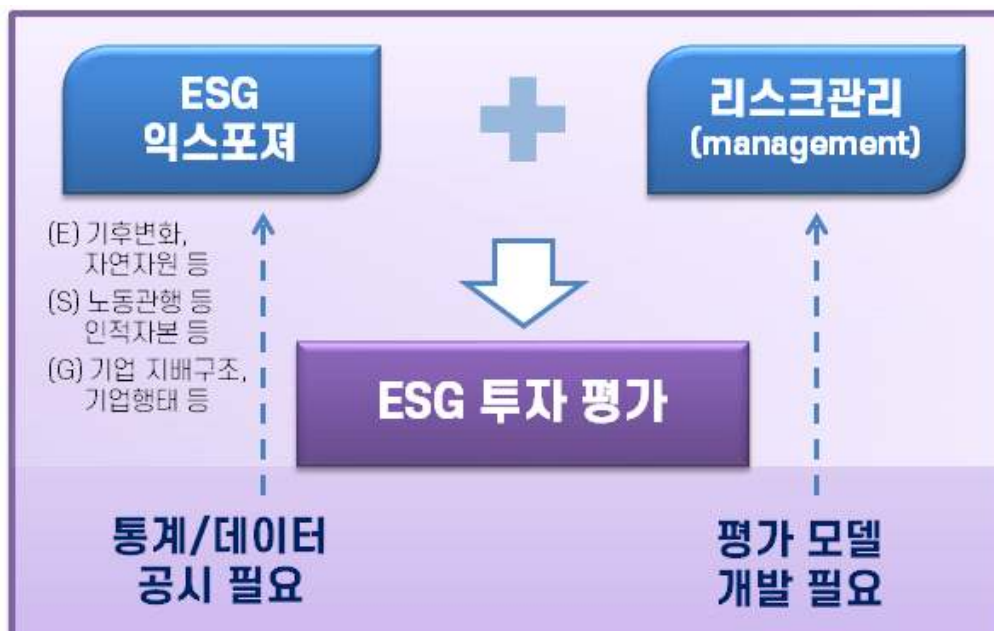 ESG
익스포져
리스크관리
(management)
(E) 기후변화,
자연자원 등
(S) 노동관행 등
인적자본 등
(G) 기업 지배구조,
기업행태 등
ESG 투자 평가
통계/데이터
공시 필요
평가 모델
개발 필요